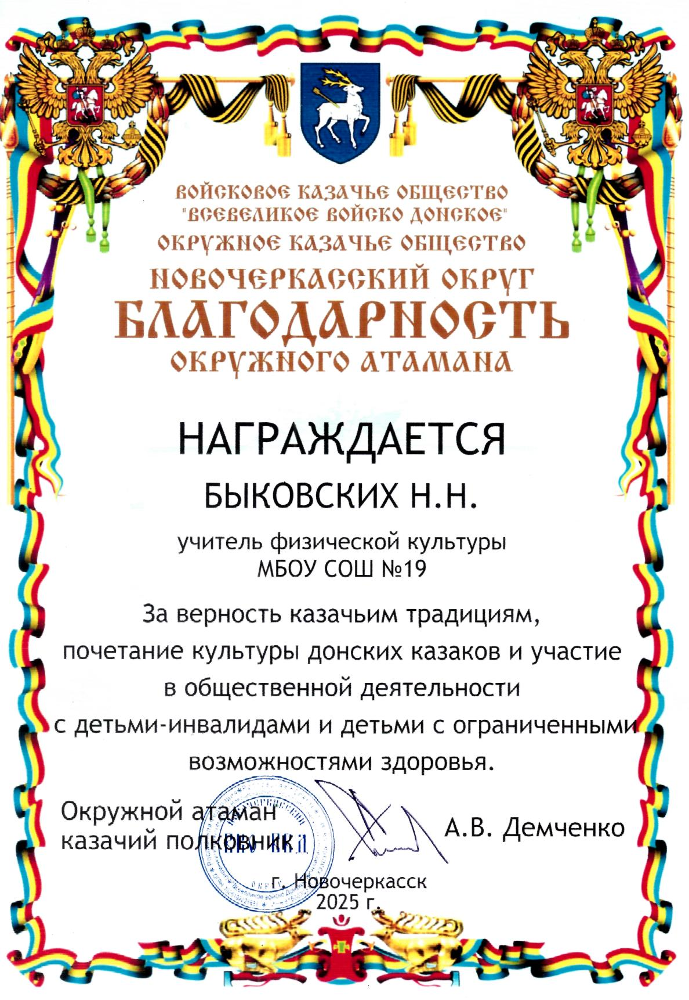 ВОЙСКОВОЕ КАЗАЧЬЕ ОБЩЕСТВО
"ВСЕВЕЛИКОЕ ВОЙСКО ДОНСКОЕ"
ОКРУЖНОЕ КАЗАЧЬЕ ОБЩЕСТВО
НОВОЧЕРКАССКИЙ ОКРУГ
БЛАГОДАРНОСТЬ
ОКРУЖНОГО АТАМАНА
НАГРАЖДАЕТСЯ
БЫКОВСКИХ Н.Н.
учитель физической культуры
МБОУ СОШ №19
За верность казачьим традициям,
почетание культуры донских казаков и участие
в общественной деятельности
с детьми-инвалидами и детьми с ограниченными
возможностями здоровья.
Окружной атаман
казачий полковник
А.В. Демченко
г. Новочеркасск
2025 г.